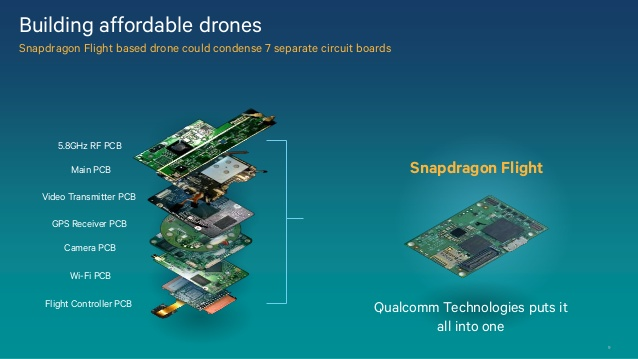 Building affordable drones
Snapdragon Flight based drone could condense 7 separate circuit boards
5.8GHz RF PCB
Main PCB
Video Transmitter PCB
GPS Receiver PCB
Camera PCB
Wi-Fi PCB
Flight Controller PCB
Snapdragon Flight
Qualcomm Technologies puts it
all into one